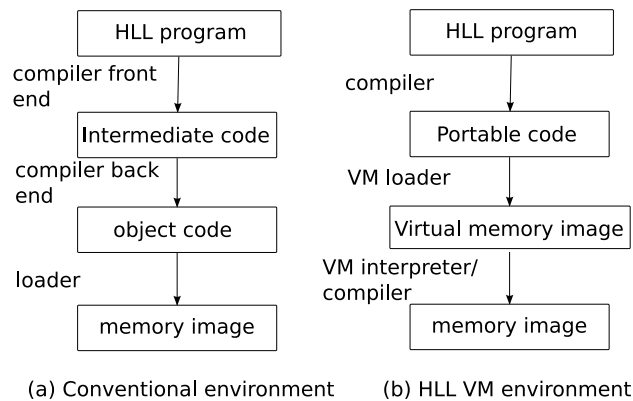 HLL program
compiler front
end
Intermediate code
compiler back
end
object code
loader
memory image
(a) Conventional environment
HLL program
compiler
Portable code
VM loader
Virtual memory image
VM interpreter/
compiler
memory image
(b) HLL VM environment